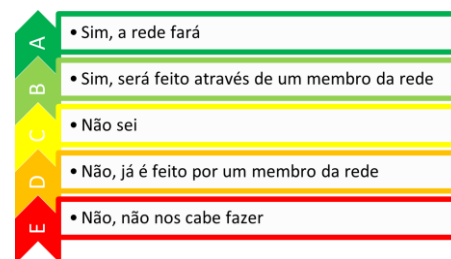 A
• Sim, a rede fará
B
• Sim, será feito através de um membro da rede
C
• Não sei
D
• Não, já é feito por um membro da rede
E
• Não, não nos cabe fazer